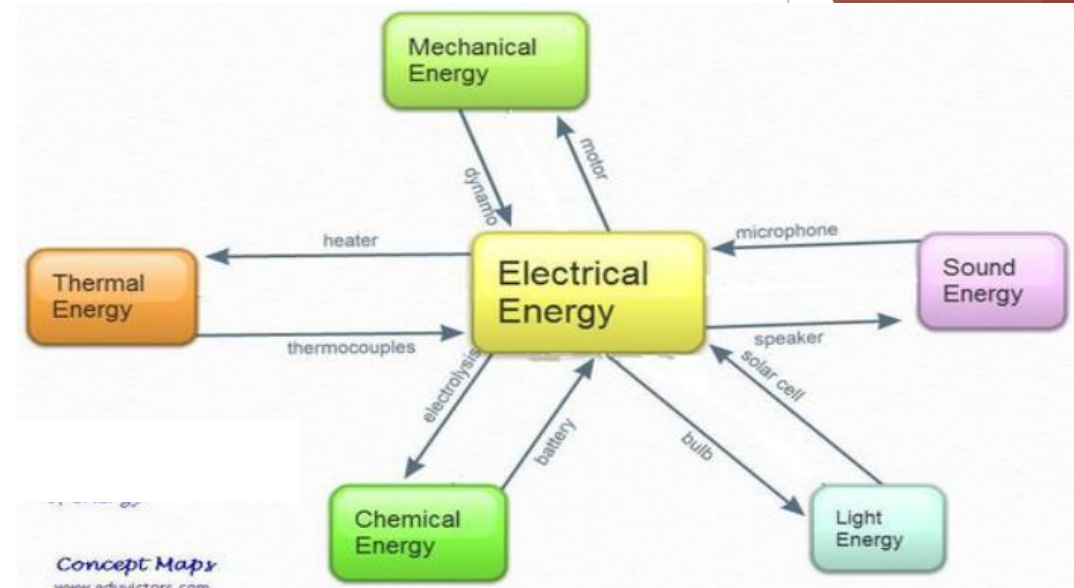 Mechanical
Energy
dynamo
motor
heater
microphone
Thermal
Energy
Electrical
Energy
Sound
Energy
thermocouples
speaker
electrolysis
battery
bulb
solar cell
Chemical
Energy
Light
Energy
Concept Maps